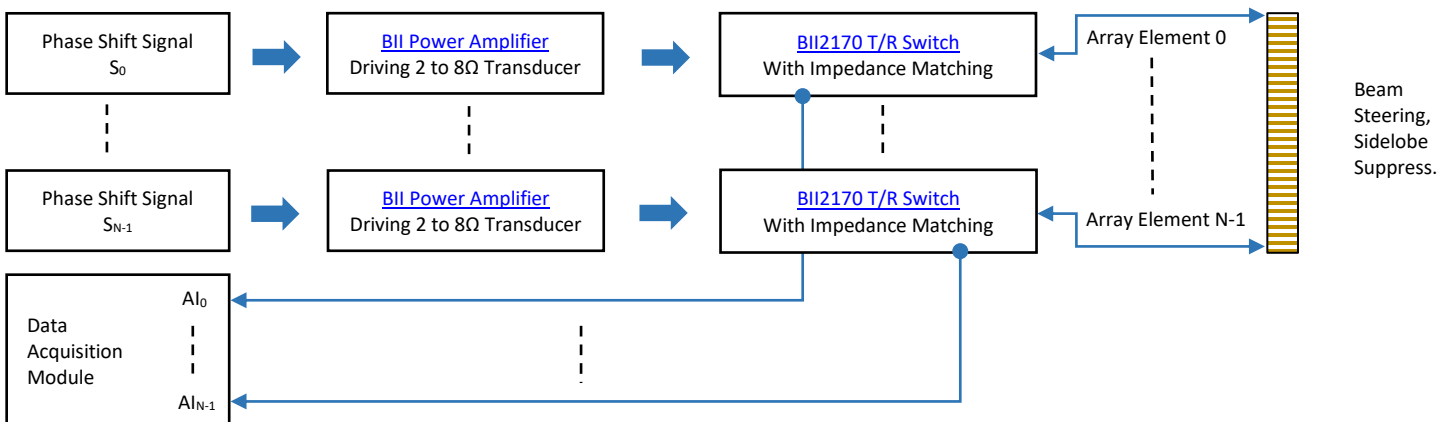 Phase Shift Signal
S0
BII Power Amplifier
Driving 2 to 8Ω Transducer
BII2170 T/R Switch
With Impedance Matching
Array Element 0
Beam
Steering,
Sidelobe
Suppress.
Phase Shift Signal
SN-1
BII Power Amplifier
Driving 2 to 8Ω Transducer
BII2170 T/R Switch
With Impedance Matching
Array Element N-1
Data
Acquisition
Module
AI0
AIN-1